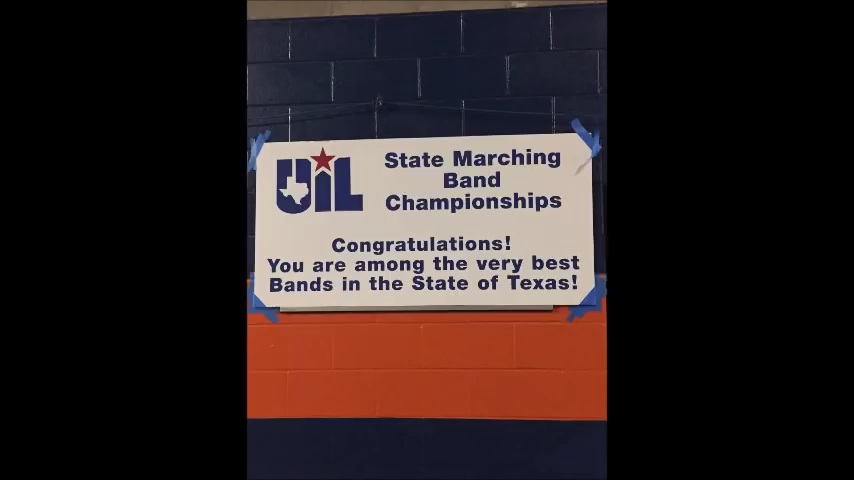 UIL
State Marching
Band
Championships
Congratulations!
You are among the very best
Bands in the State of Texas!